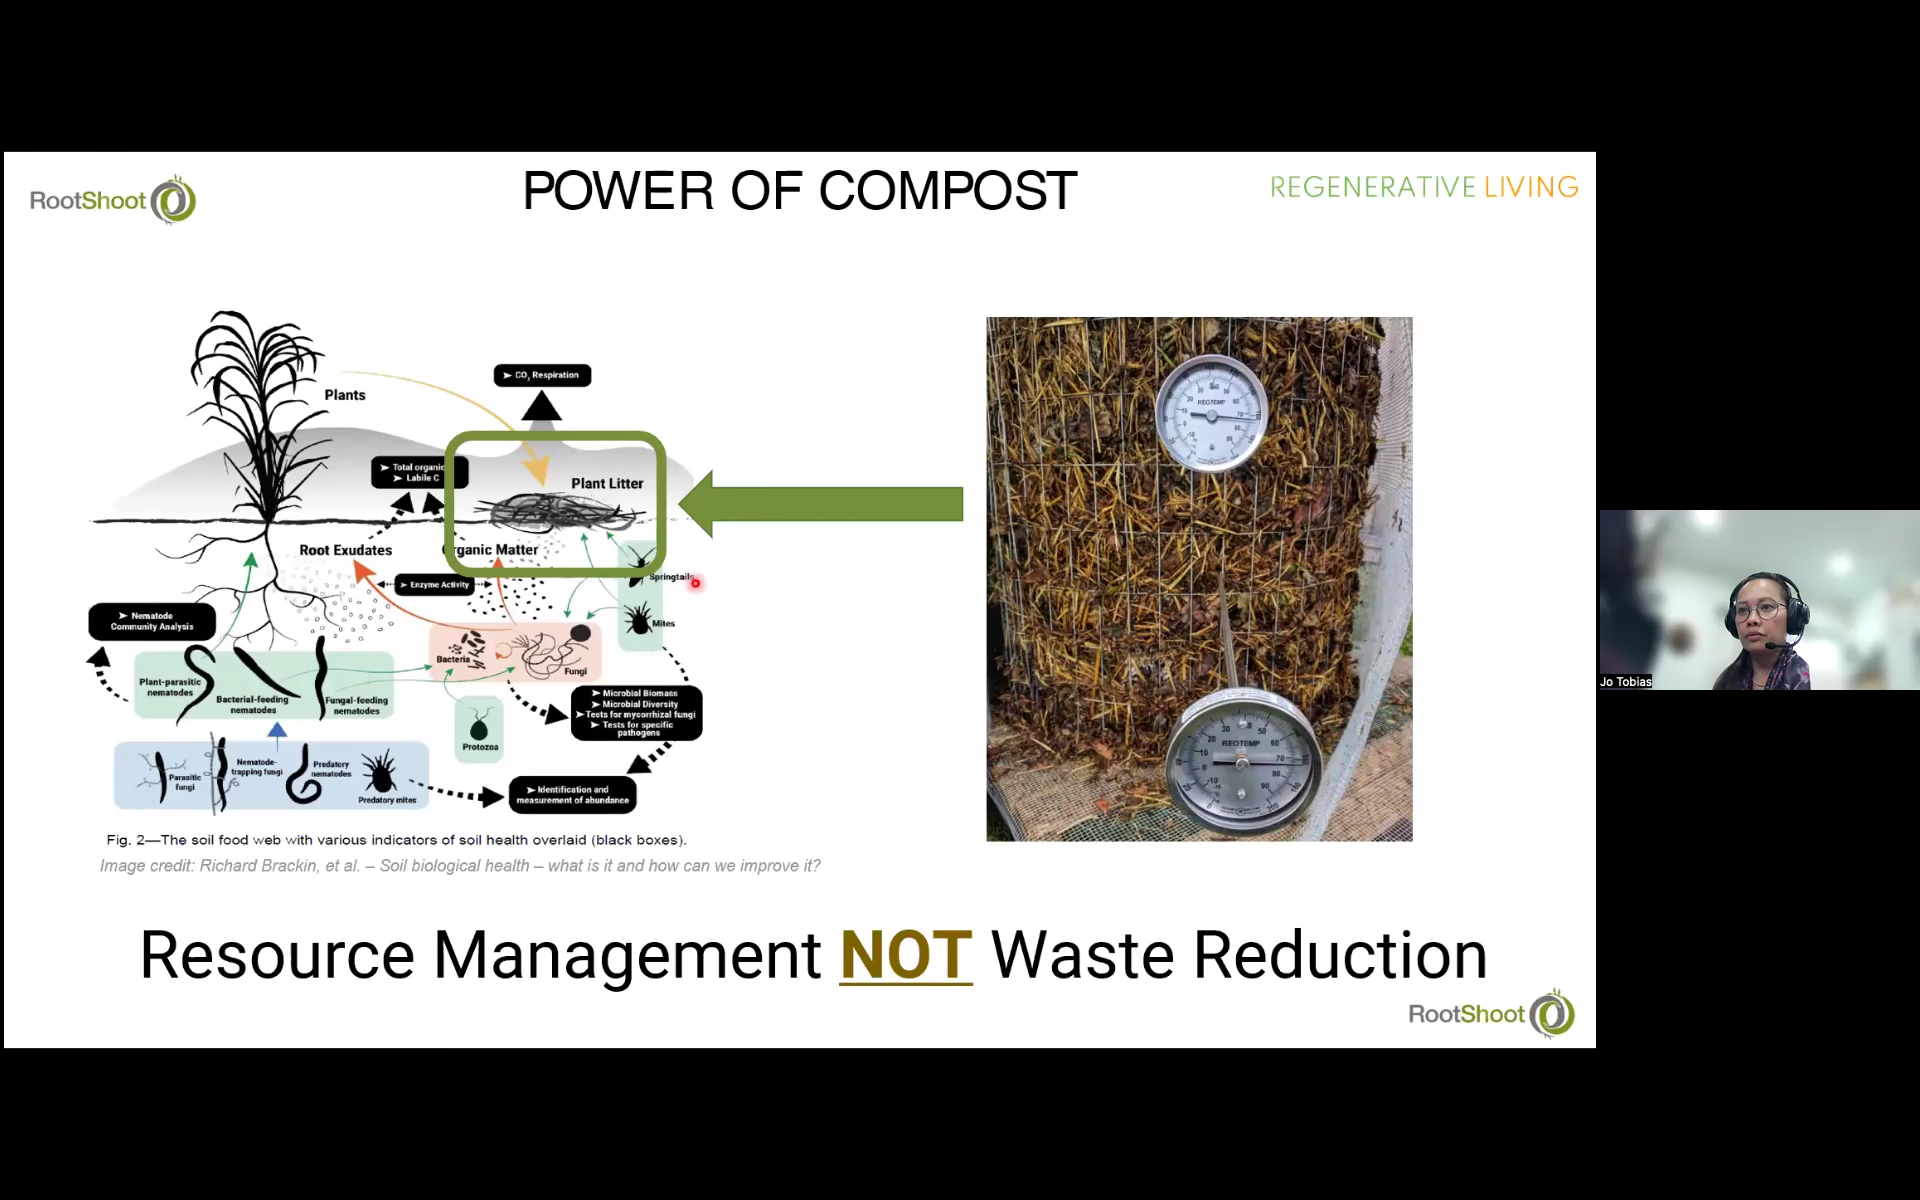 RootShoot
POWER OF COMPOST
REGENERATIVE LIVING
Plants
➤ CO2 Respiration
➤ Total organic
➤ Labile C
Plant Litter
Root Exudates
Organic Matter
➤ Enzyme Activity
Springtails
Mites
➤ Nematode
Community Analysis
Plant-parasitic
nematodes
Bacterial-feeding
nematodes
Fungal-feeding
nematodes
Bacteria
Fungi
Protozoa
➤ Microbial Biomass
➤ Microbial Diversity
➤ Tests for mycorrhizal fungi
➤ Tests for specific
pathogens
Parasitic
fungi
Nematode-
trapping fungi
Predatory
nematodes
Predatory mites
➤ Identification and
measurement of abundance
Fig. 2—The soil food web with various indicators of soil health overlaid (black boxes).
Image credit: Richard Brackin, et al. – Soil biological health – what is it and how can we improve it?
REOTEMP
REOTEMP
Resource Management NOT Waste Reduction
RootShoot
Jo Tobias